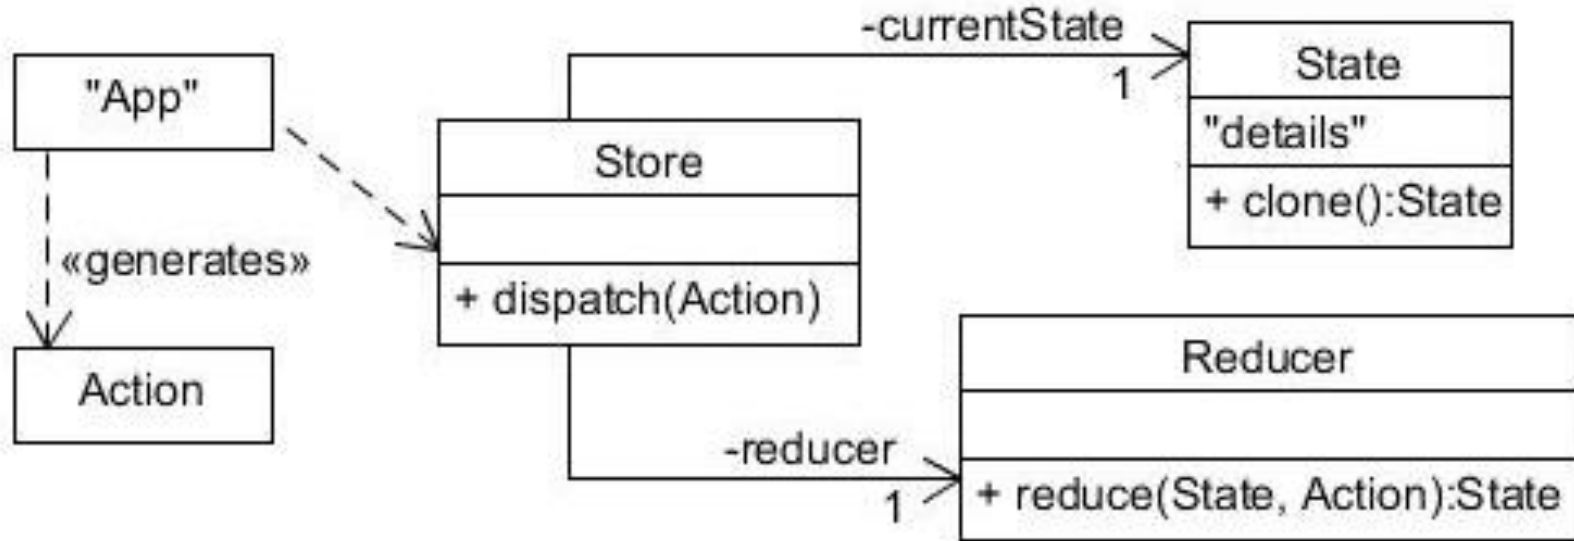 -currentState
1
"App"
State
"details"
+ clone():State
Store
+ dispatch(Action)
«generates»
Action
Reducer
-reducer
1
+ reduce(State, Action):State